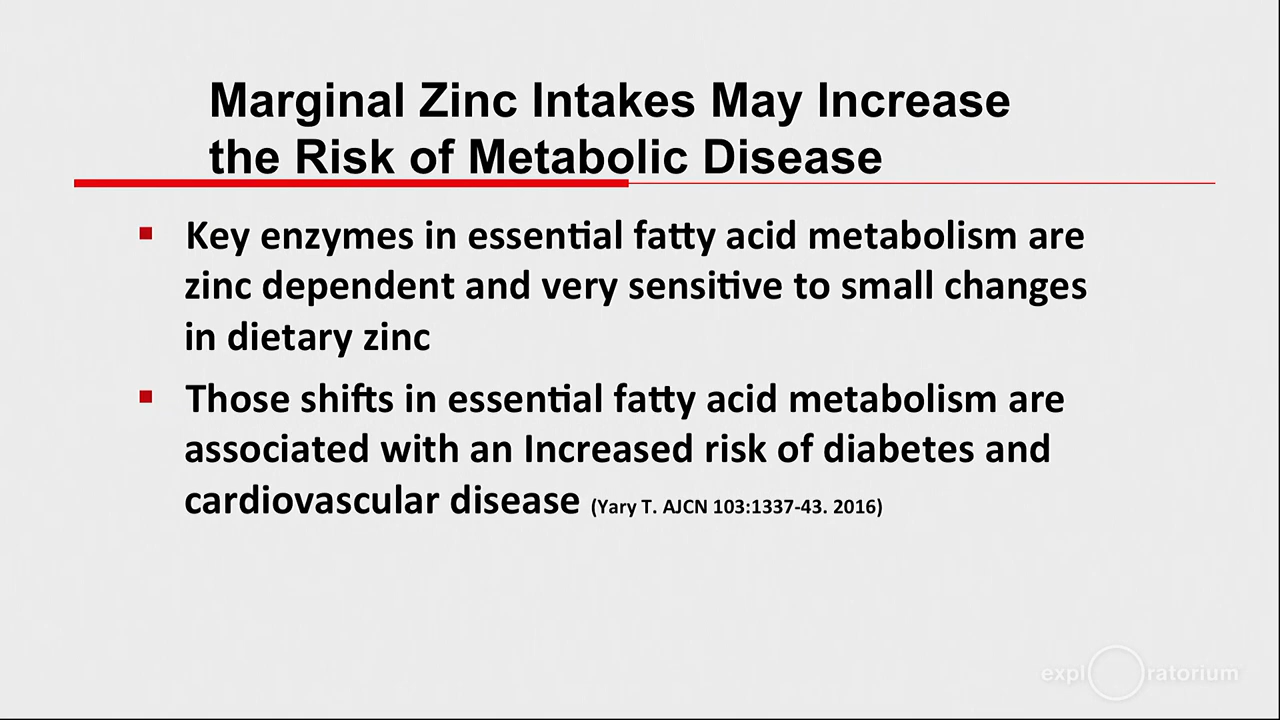 Marginal Zinc Intakes May Increase
the Risk of Metabolic Disease
▪ Key enzymes in essential fatty acid metabolism are
zinc dependent and very sensitive to small changes
in dietary zinc
▪ Those shifts in essential fatty acid metabolism are
associated with an Increased risk of diabetes and
cardiovascular disease (Yary T. AJCN 103:1337-43. 2016)
expl ratorium